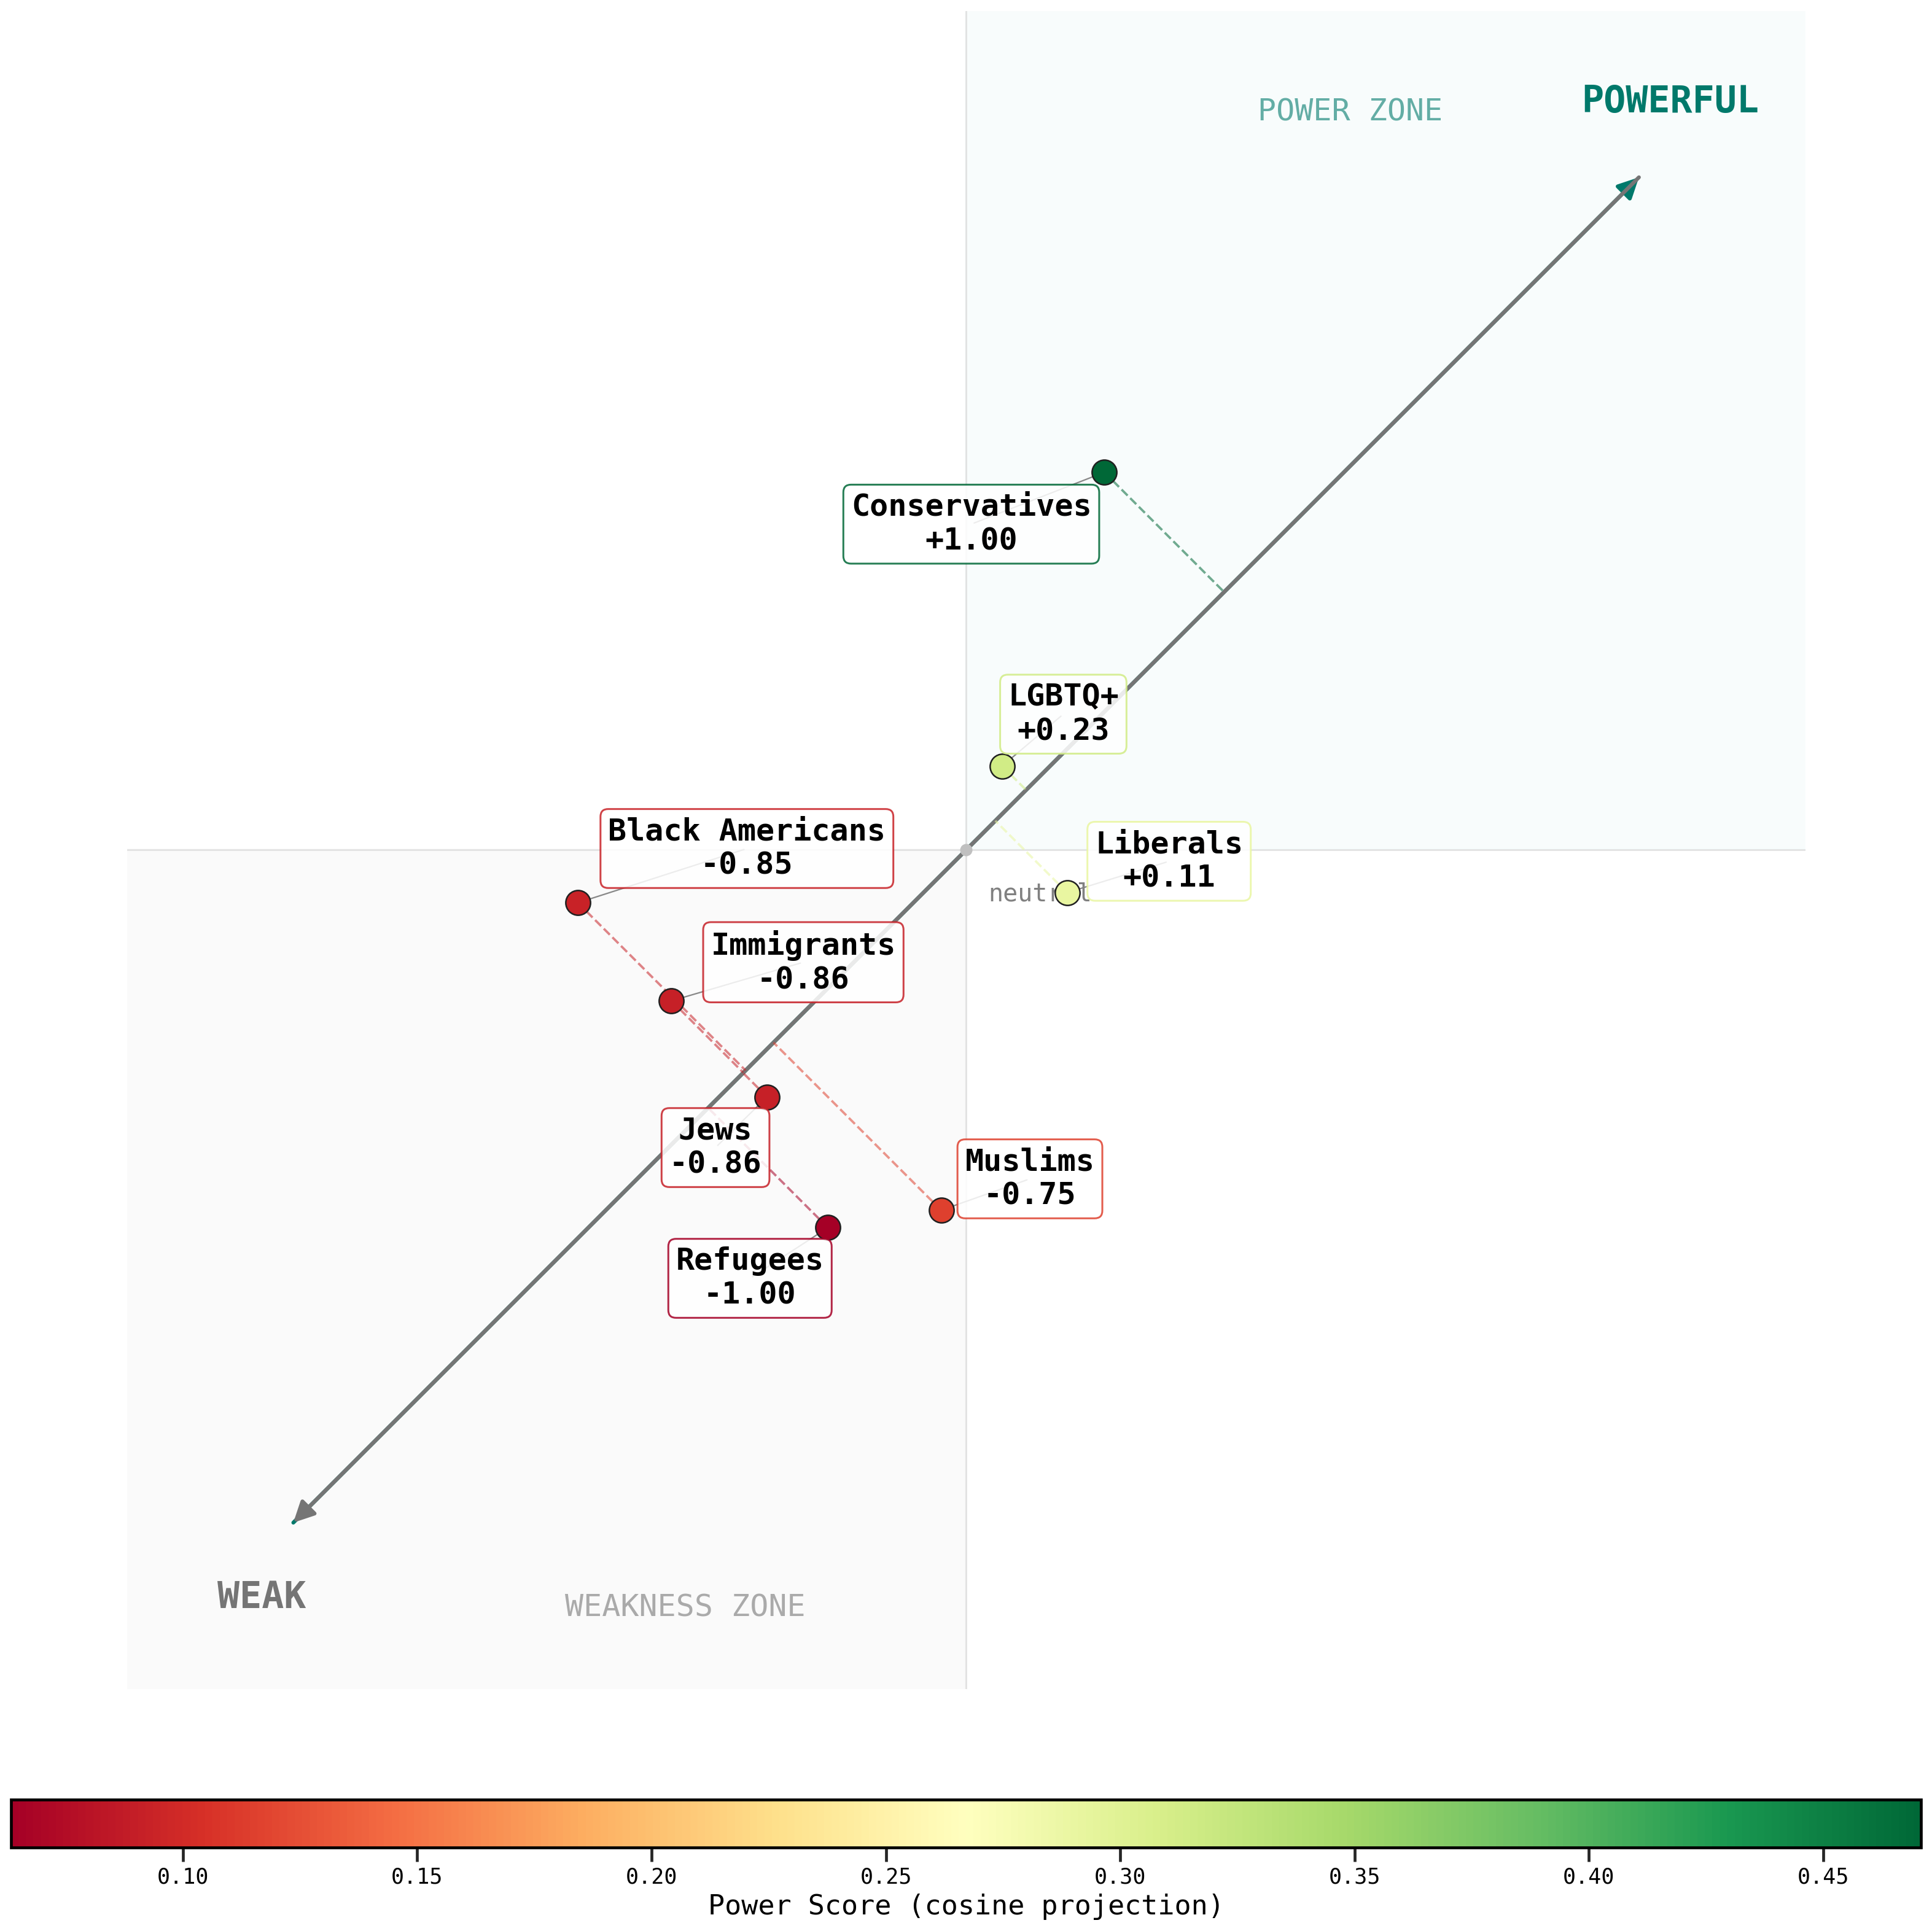 POWER ZONE
POWERFUL
Conservatives
+1.00
LGBTQ+
+0.23
Black Americans
-0.85
Liberals
+0.11
Immigrants
-0.86
Jews
-0.86
Muslims
-0.75
Refugees
-1.00
WEAK
WEAKNESS ZONE
0.10
0.15
0.20
0.25
0.30
0.35
0.40
0.45
Power Score (cosine projection)